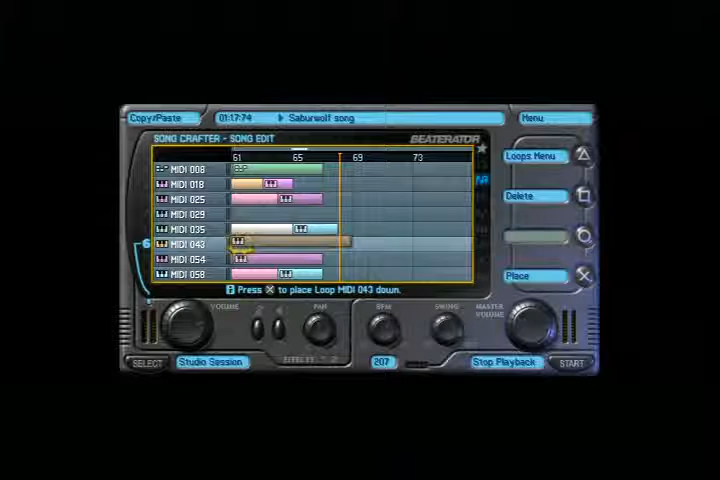 Copy/Paste 01:17:74 Saburwolf song Menu
SONG CRAFTER - SONG EDIT BEATERATOR
61 65 69 73
MIDI 008
MIDI 018
MIDI 025
MIDI 029
MIDI 035
6 MIDI 043
MIDI 054
MIDI 058
Press to place Loop MIDI 043 down.
Loops Menu
Delete
Place
VOLUME PAN BPM SWING MASTER VOLUME
SELECT Studio Session 207 Stop Playback START